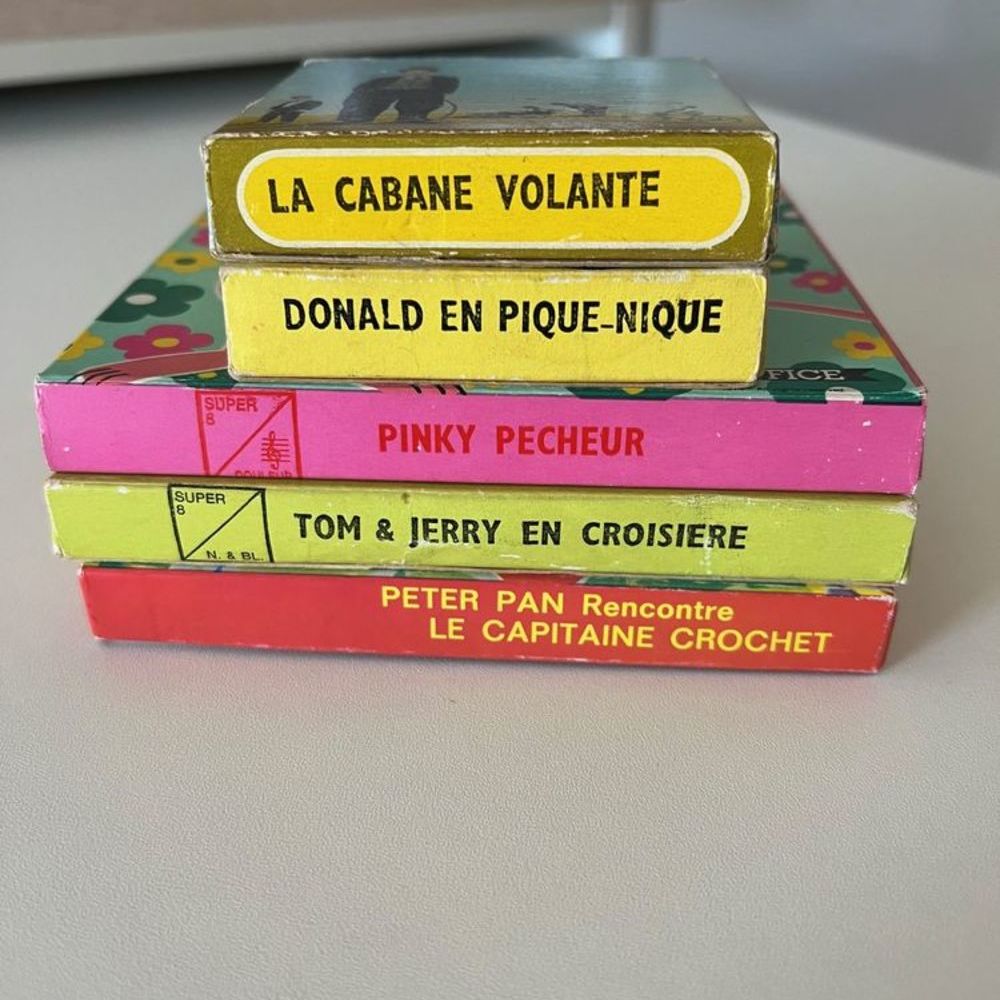 LA CABANE VOLANTE
DONALD EN PIQUE-NIQUE
FICE
SUPER
8
COULEUR
PINKY PECHEUR
SUPER
8
N. & BL.
TOM & JERRY EN CROISIERE
PETER PAN Rencontre
LE CAPITAINE CROCHET